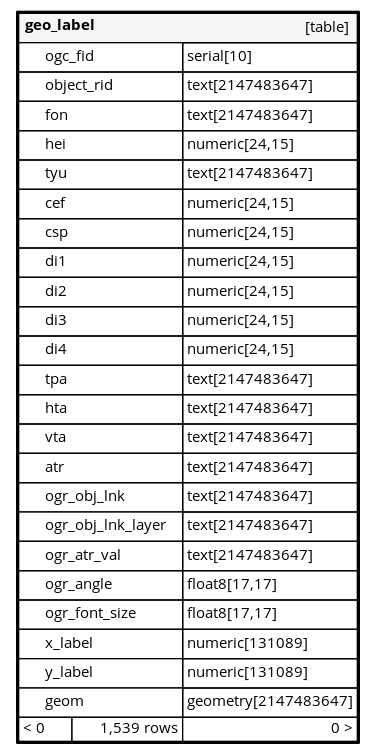 geo_label [table]
ogc_fid serial[10]
object_rid text[2147483647]
fon text[2147483647]
hei numeric[24,15]
tyu text[2147483647]
cef numeric[24,15]
csp numeric[24,15]
di1 numeric[24,15]
di2 numeric[24,15]
di3 numeric[24,15]
di4 numeric[24,15]
tpa text[2147483647]
hta text[2147483647]
vta text[2147483647]
atr text[2147483647]
ogr_obj_lnk text[2147483647]
ogr_obj_lnk_layer text[2147483647]
ogr_atr_val text[2147483647]
ogr_angle float8[17,17]
ogr_font_size float8[17,17]
x_label numeric[131089]
y_label numeric[131089]
geom geometry[2147483647]
< 0 1,539 rows 0 >